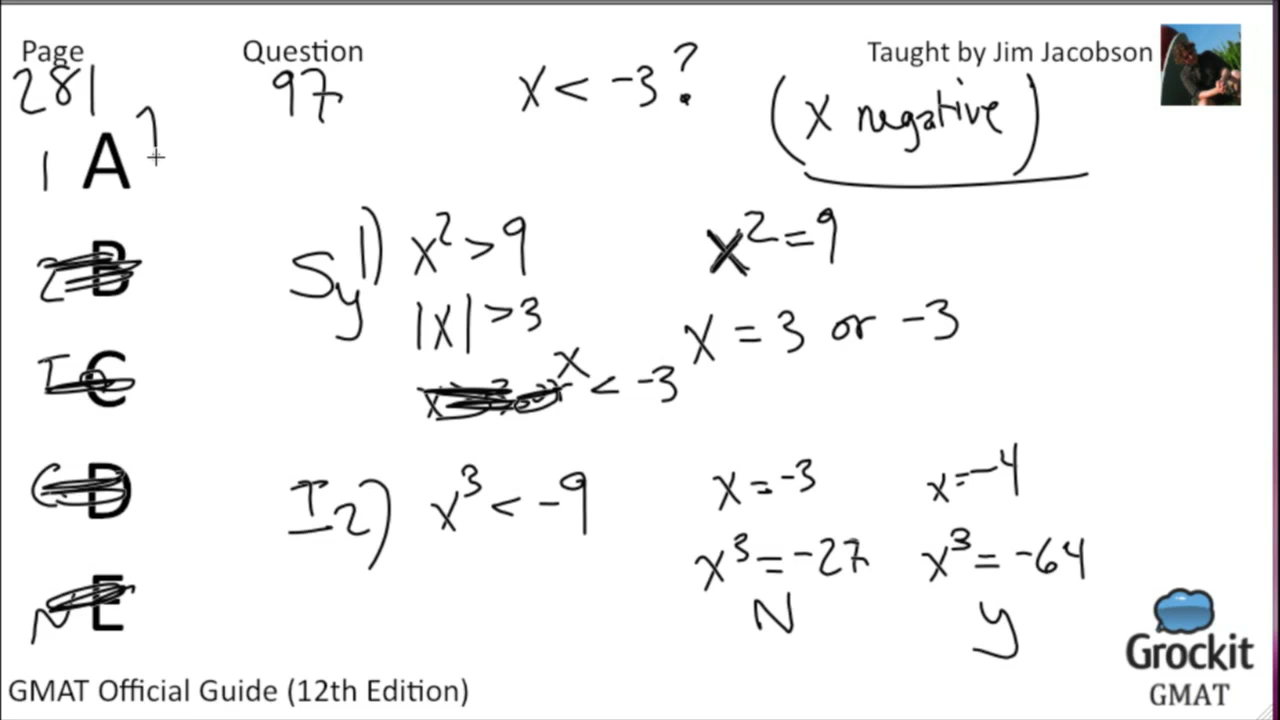 Page Question Taught by Jim Jacobson
281 97 x < -3? (x negative)
1 A
B
C
D
E
Sy 1) x² > 9 x² = 9
|x| > 3 x = 3 or -3
x < -3
I 2) x³ < -9 x = -3 x = -4
x³ = -27 x³ = -64
N Y
Grockit
GMAT
GMAT Official Guide (12th Edition)